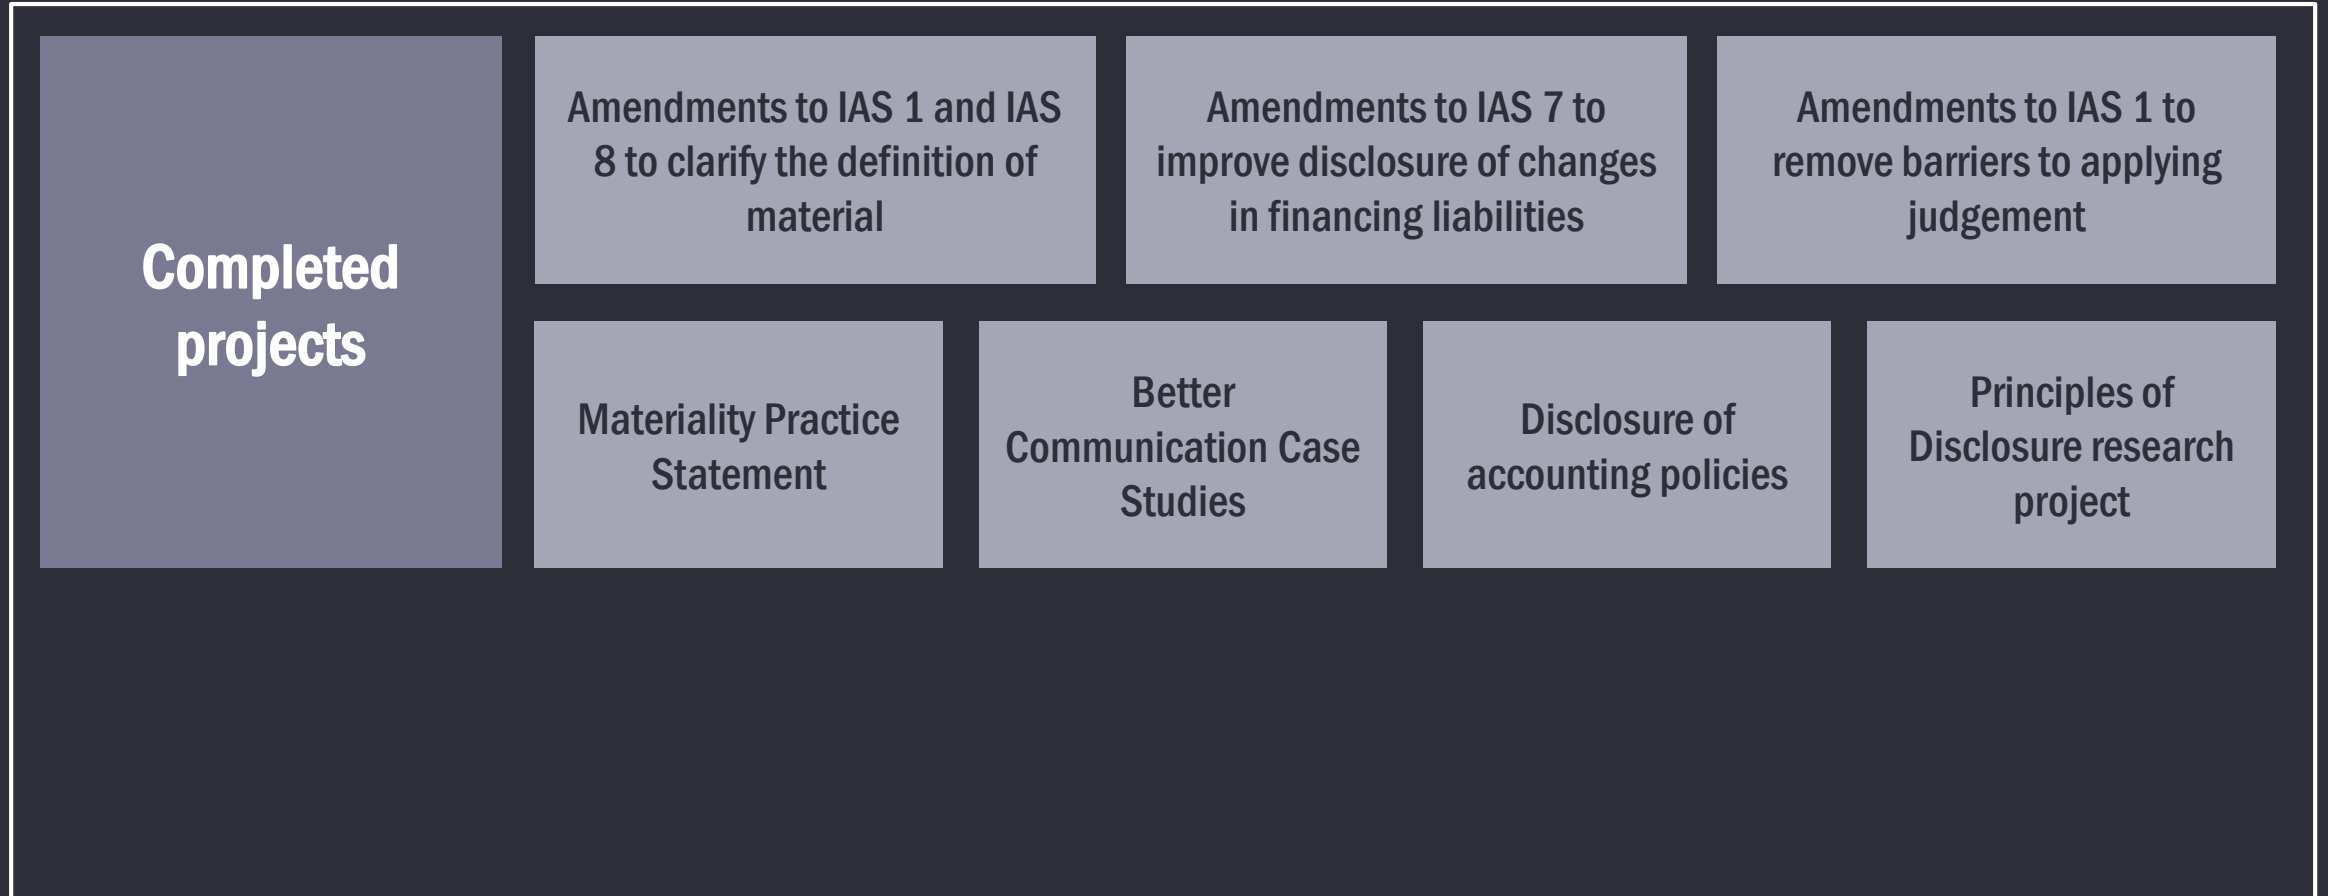 Completed
projects
Amendments to IAS 1 and IAS
8 to clarify the definition of
material
Amendments to IAS 7 to
improve disclosure of changes
in financing liabilities
Amendments to IAS 1 to
remove barriers to applying
judgement
Materiality Practice
Statement
Better
Communication Case
Studies
Disclosure of
accounting policies
Principles of
Disclosure research
project